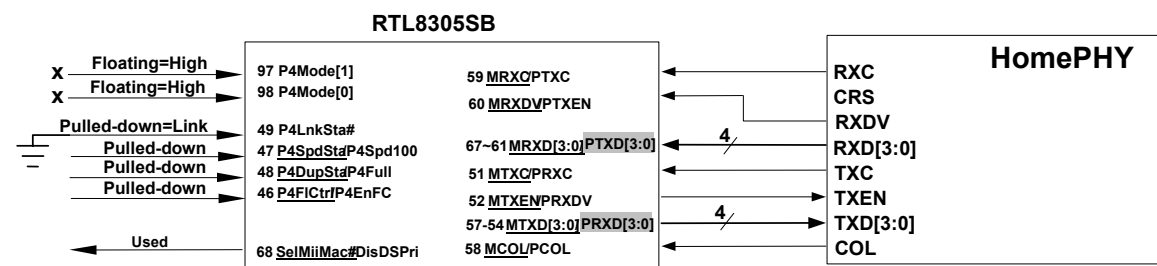 RTL8305SB
HomePHY
X Floating=High
X Floating=High
Pulled-down=Link
Pulled-down
Pulled-down
Pulled-down
Used
97 P4Mode[1]
98 P4Mode[0]
49 P4LnkSta#
47 P4SpdSta/P4Spd100
48 P4DupSta/P4Full
46 P4FlCtrl/P4EnFC
68 SelMiiMac#DisDSPri
59 MRXC/PTXC
60 MRXDV/PTXEN
67~61 MRXD[3:0]/PTXD[3:0]
51 MTXC/PRXC
52 MTXEN/PRXDV
57-54 MTXD[3:0]/PRXD[3:0]
58 MCOL/PCOL
4
4
RXC
CRS
RXDV
RXD[3:0]
TXC
TXEN
TXD[3:0]
COL